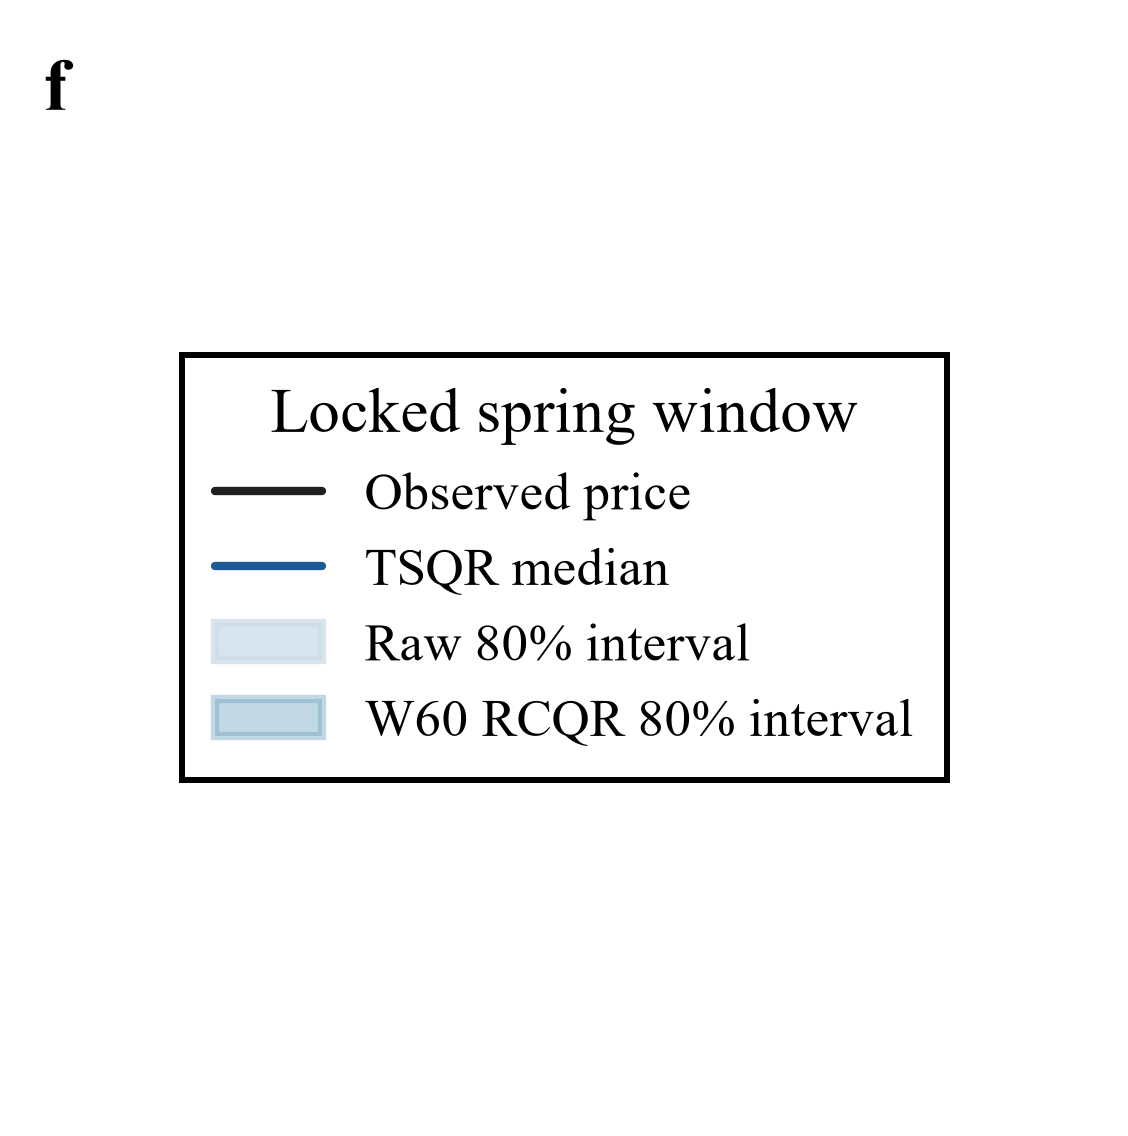 f
Locked spring window
Observed price
TSQR median
Raw 80% interval
W60 RCQR 80% interval